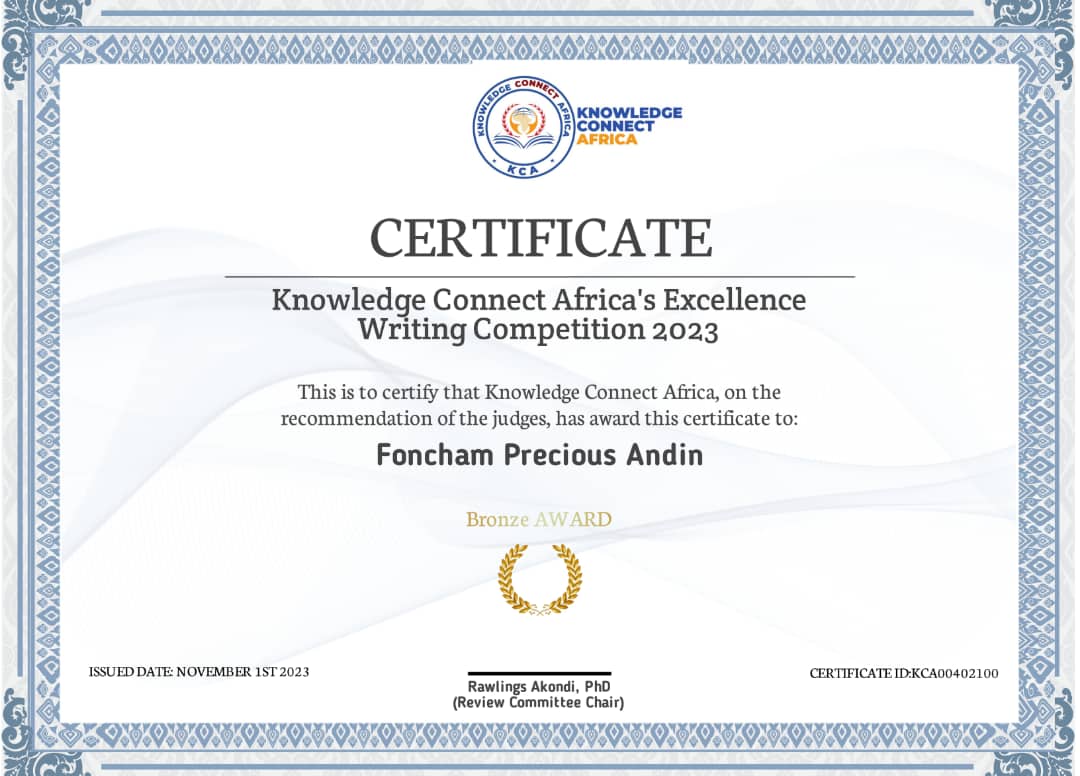 KNOWLEDGE CONNECT AFRICA
KCA
KNOWLEDGE
CONNECT
AFRICA
CERTIFICATE
Knowledge Connect Africa's Excellence
Writing Competition 2023
This is to certify that Knowledge Connect Africa, on the
recommendation of the judges, has award this certificate to:
Foncham Precious Andin
Bronze AWARD
ISSUED DATE: NOVEMBER 1ST 2023
Rawlings Akondi, PhD
(Review Committee Chair)
CERTIFICATE ID:KCA00402100